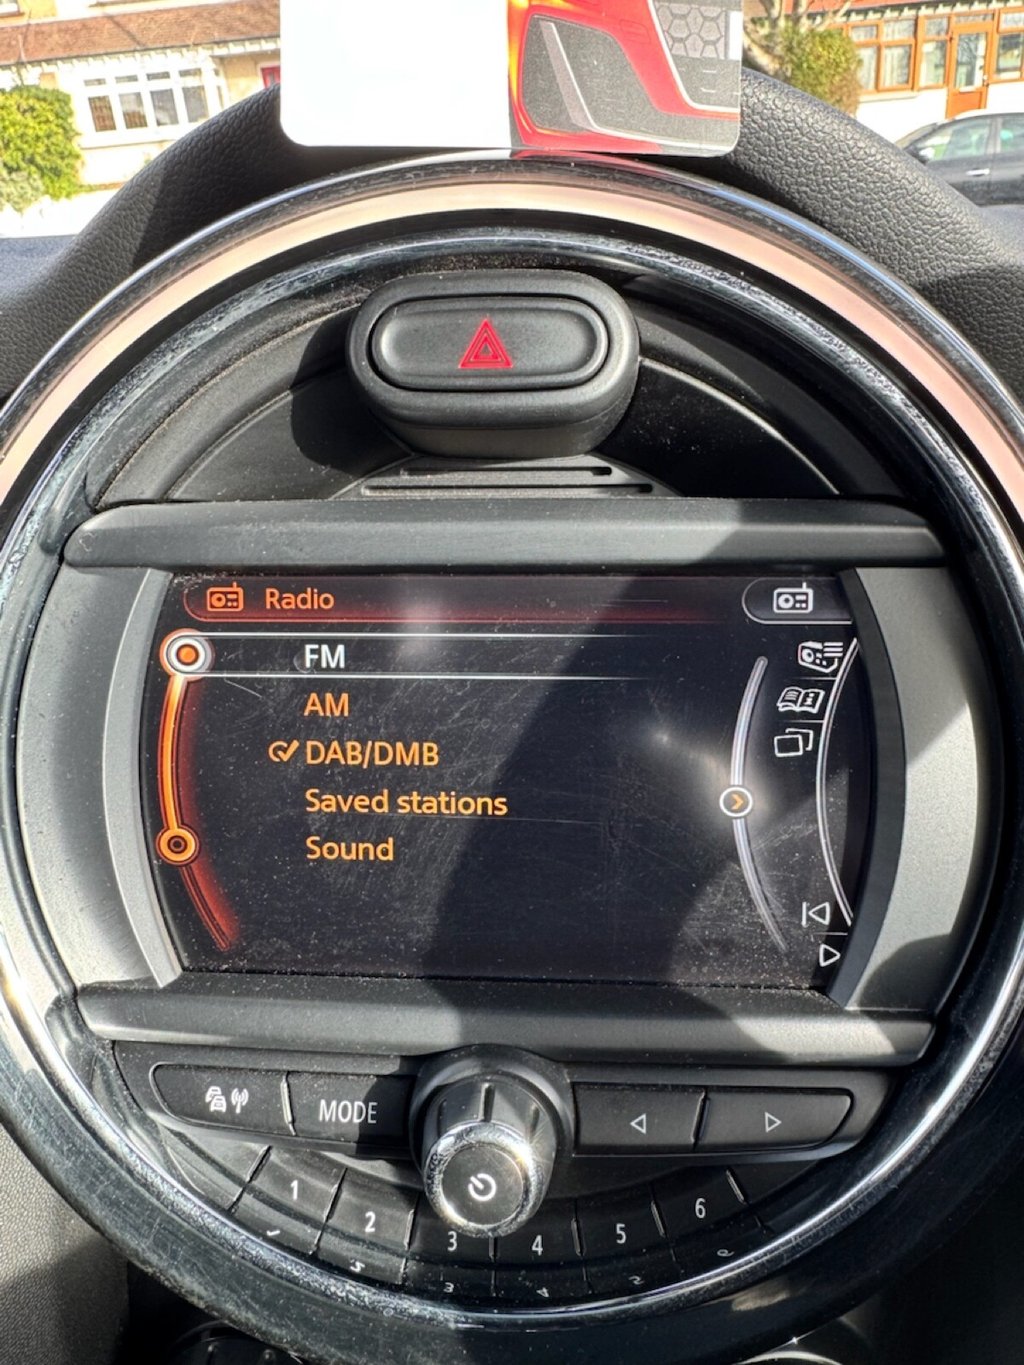 Radio
FM
AM
DAB/DMB
Saved stations
Sound
MODE
1
2
3
4
5
6